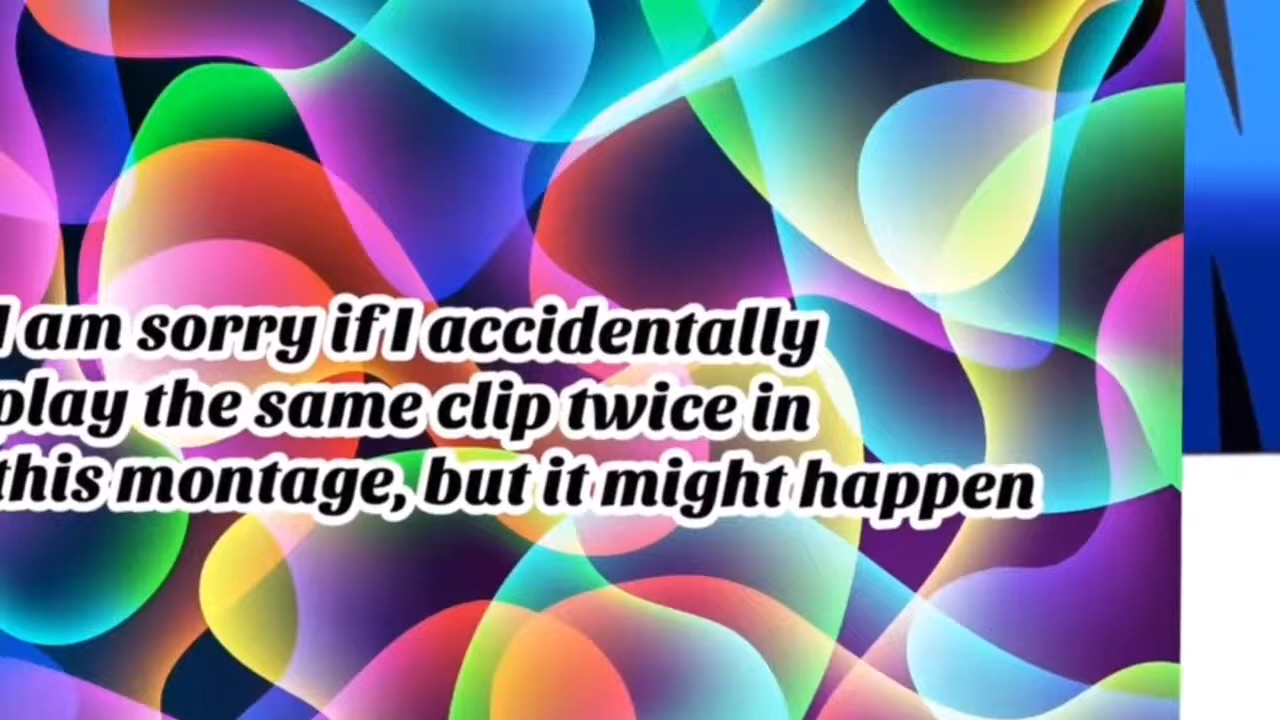 I am sorry if I accidentally
play the same clip twice in
this montage, but it might happen